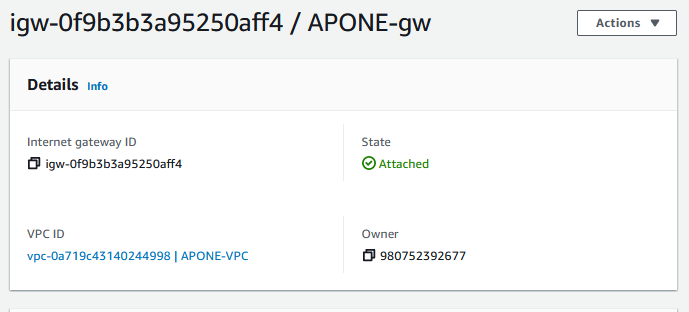 igw-0f9b3b3a95250aff4 / APONE-gw
Actions
Details Info
Internet gateway ID
igw-0f9b3b3a95250aff4
State
Attached
VPC ID
vpc-0a719c43140244998 | APONE-VPC
Owner
980752392677